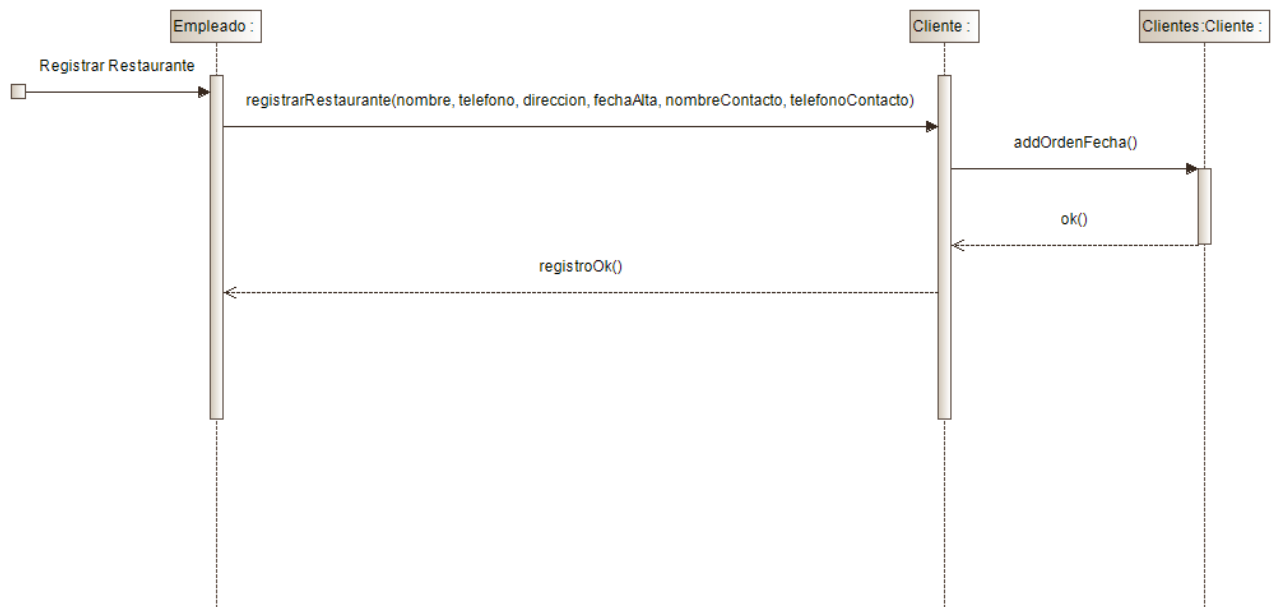 Empleado :
Cliente :
Clientes:Cliente :
Registrar Restaurante
registrarRestaurante(nombre, telefono, direccion, fechaAlta, nombreContacto, telefonoContacto)
addOrdenFecha()
ok()
registroOk()